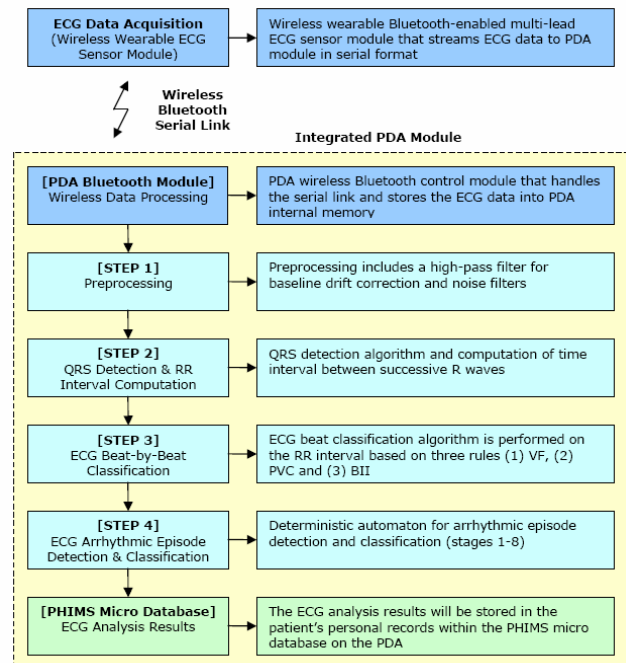 ECG Data Acquisition
(Wireless Wearable ECG
Sensor Module)
Wireless wearable Bluetooth-enabled multi-lead
ECG sensor module that streams ECG data to PDA
module in serial format
Wireless
Bluetooth
Serial Link
Integrated PDA Module
[PDA Bluetooth Module]
Wireless Data Processing
PDA wireless Bluetooth control module that handles
the serial link and stores the ECG data into PDA
internal memory
[STEP 1]
Preprocessing
Preprocessing includes a high-pass filter for
baseline drift correction and noise filters
[STEP 2]
QRS Detection & RR
Interval Computation
QRS detection algorithm and computation of time
interval between successive R waves
[STEP 3]
ECG Beat-by-Beat
Classification
ECG beat classification algorithm is performed on
the RR interval based on three rules (1) VF, (2)
PVC and (3) BII
[STEP 4]
ECG Arrhythmic Episode
Detection & Classification
Deterministic automaton for arrhythmic episode
detection and classification (stages 1-8)
[PHIMS Micro Database]
ECG Analysis Results
The ECG analysis results will be stored in the
patient's personal records within the PHIMS micro
database on the PDA